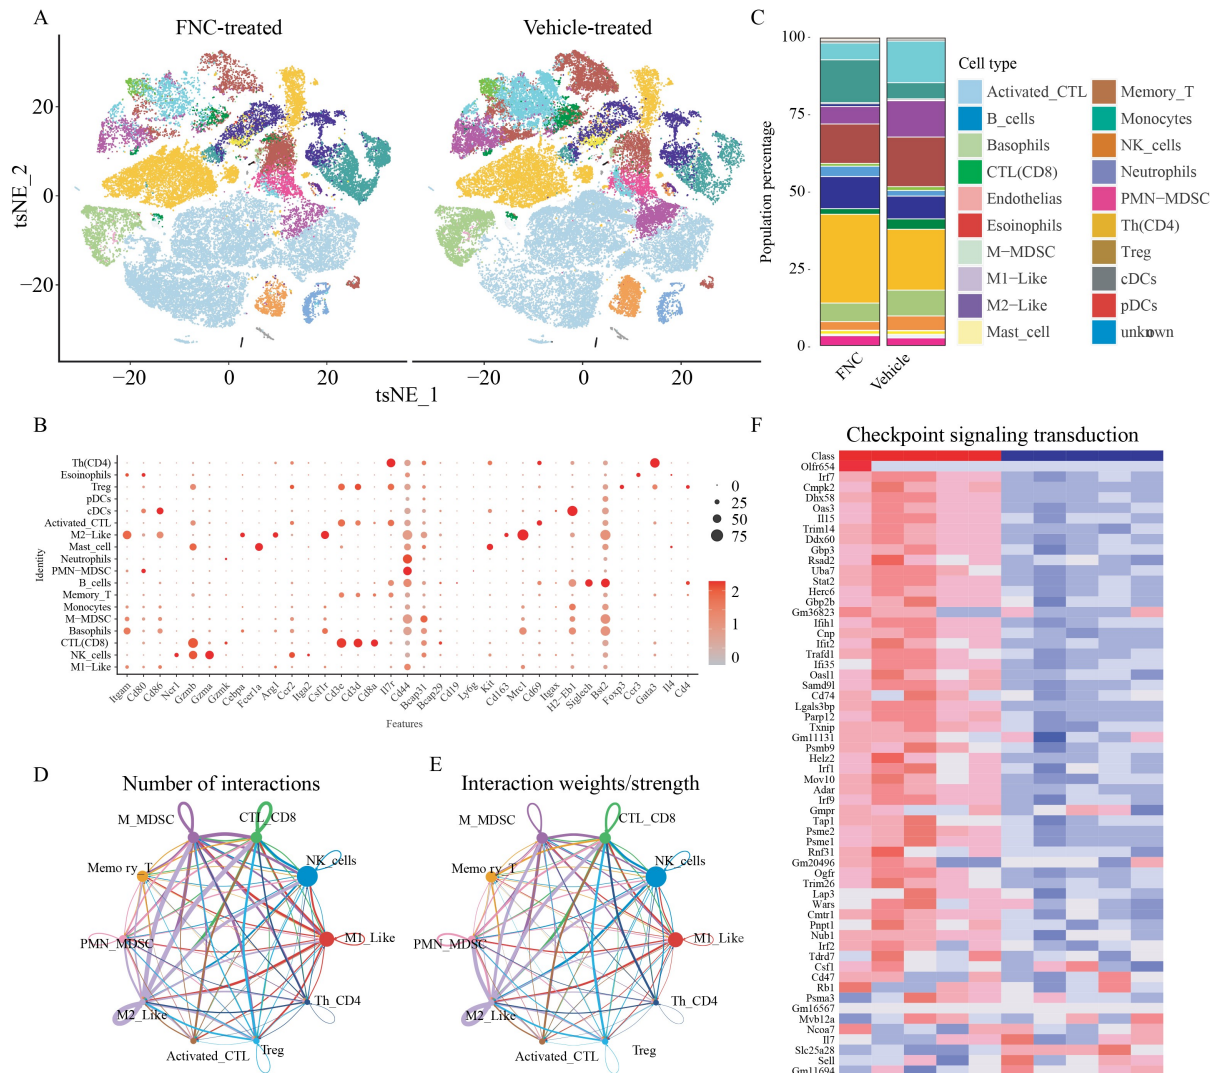 A
FNC-treated
Vehicle-treated
tsNE_2
20
0
−20
−20
0
20
−20
0
20
tsNE_1
C
Population percentage
100
75
50
25
0
FNC
Vehicle
Cell type
Activated_CTL
B_cells
Basophils
CTL(CD8)
Endothelias
Esoinophils
M−MDSC
M1−Like
M2−Like
Mast_cell
Memory_T
Monocytes
NK_cells
Neutrophils
PMN−MDSC
Th(CD4)
Treg
cDCs
pDCs
unknown
B
Identity
Th(CD4)
Esoinophils
Treg
pDCs
cDCs
Activated_CTL
M2−Like
Mast_cell
Neutrophils
PMN−MDSC
B_cells
Memory_T
Monocytes
M−MDSC
Basophils
CTL(CD8)
NK_cells
M1−Like
Itgam
Cd80
Cd86
Ncr1
Gzmb
Gzma
Gzmk
Cebpa
Fcer1a
Arg1
Ccr2
Itga2
Csf1r
Cd3e
Cd3d
Cd8a
Il7r
Cd44
Bcap31
Bcap29
Cd19
Ly6g
Kit
Cd163
Mrc1
Cd69
Itgax
H2−Eb1
Siglech
Bst2
Foxp3
Ccr3
Gata3
Il4
Cd4
Features
0
25
50
75
2
1
0
D
Number of interactions
M_MDSC
CTL_CD8
NK_cells
M1_Like
Th_CD4
Treg
Activated_CTL
M2_Like
PMN_MDSC
Memo ry_T
E
Interaction weights/strength
M_MDSC
CTL_CD8
NK_cells
M1_Like
Th_CD4
Treg
Activated_CTL
M2_Like
PMN_MDSC
Memo ry_T
F
Checkpoint signaling transduction
Class
Olfr654
Irf7
Cmpk2
Dhx58
Oas3
Il15
Trim14
Ddx60
Gbp3
Rsad2
Uba7
Stat2
Herc6
Gbp2b
Gm36823
Ifih1
Cnp
Ifit2
Trafd1
Ifi35
Oasl1
Samd9l
Cd74
Lgals3bp
Parp12
Txnip
Gm11131
Psmb9
Helz2
Irf1
Mov10
Adar
Irf9
Gmpr
Tap1
Psme2
Psme1
Rnf31
Gm20496
Ogfr
Trim26
Lap3
Wars
Cmtr1
Pnpt1
Nub1
Irf2
Tdrd7
Csf1
Cd47
Rb1
Psma3
Gm16567
Mvb12a
Ncoa7
Il7
Slc25a28
Sell
Gm11694